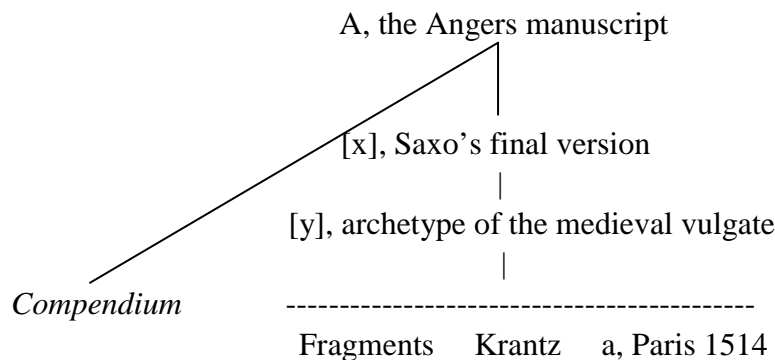 A, the Angers manuscript
[x], Saxo’s final version
[y], archetype of the medieval vulgate
Compendium
Fragments Krantz a, Paris 1514